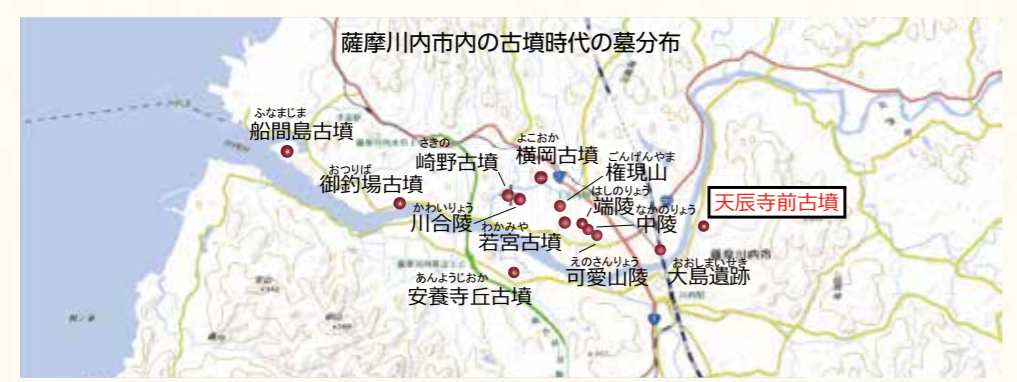 薩摩川内市内の古墳時代の墓分布
ふなまじま
船間島古墳
おつりば
御釣場古墳
さきの
崎野古墳
かわいりょう
川合陵
よこおか
横岡古墳
ごんげんやま
権現山
はしのりょう
端陵
なかのりょう
中陵
わかみや
若宮古墳
えのさんりょう
可愛山陵
あんようじおか
安養寺丘古墳
天辰寺前古墳
おおしまいせき
大島遺跡
薩摩川内市